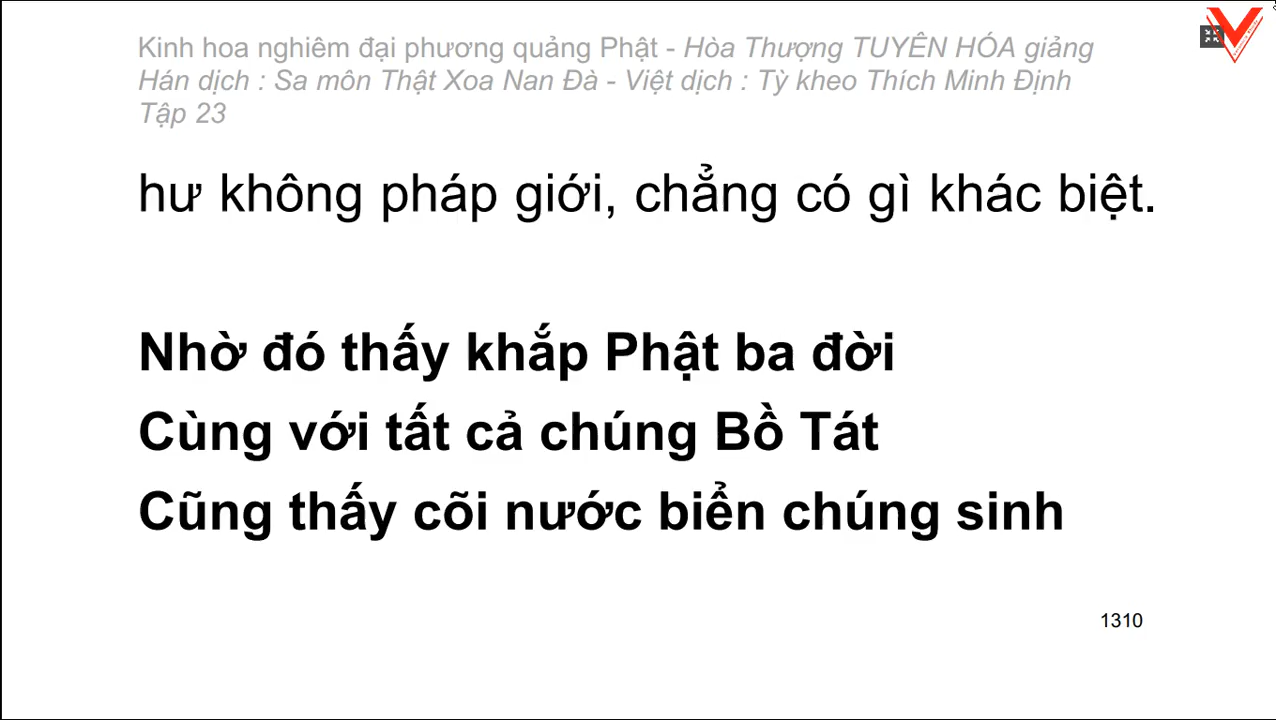 Kinh hoa nghiêm đại phương quảng Phật - Hòa Thượng TUYÊN HÓA giảng
Hán dịch : Sa môn Thật Xoa Nan Đà - Việt dịch : Tỳ kheo Thích Minh Định
Tập 23
hư không pháp giới, chẳng có gì khác biệt.
Nhờ đó thấy khắp Phật ba đời
Cùng với tất cả chúng Bồ Tát
Cũng thấy cõi nước biển chúng sinh
1310